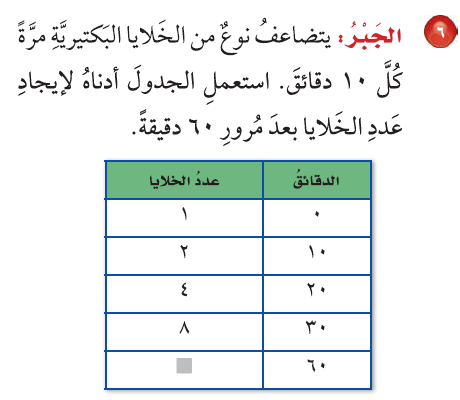 ٦ الجَبْرُ: يتضاعفُ نوعٌ من الخَلايا البَكتيريَّةِ مرَّةً
كُلَّ ١٠ دقائقَ. استعملِ الجدولَ أدناهُ لإيجادِ
عَددِ الخَلايا بعدَ مُرورِ ٦٠ دقيقةً.
الدقائقُ عددُ الخلايا
٠ ١
١٠ ٢
٢٠ ٤
٣٠ ٨
٦٠